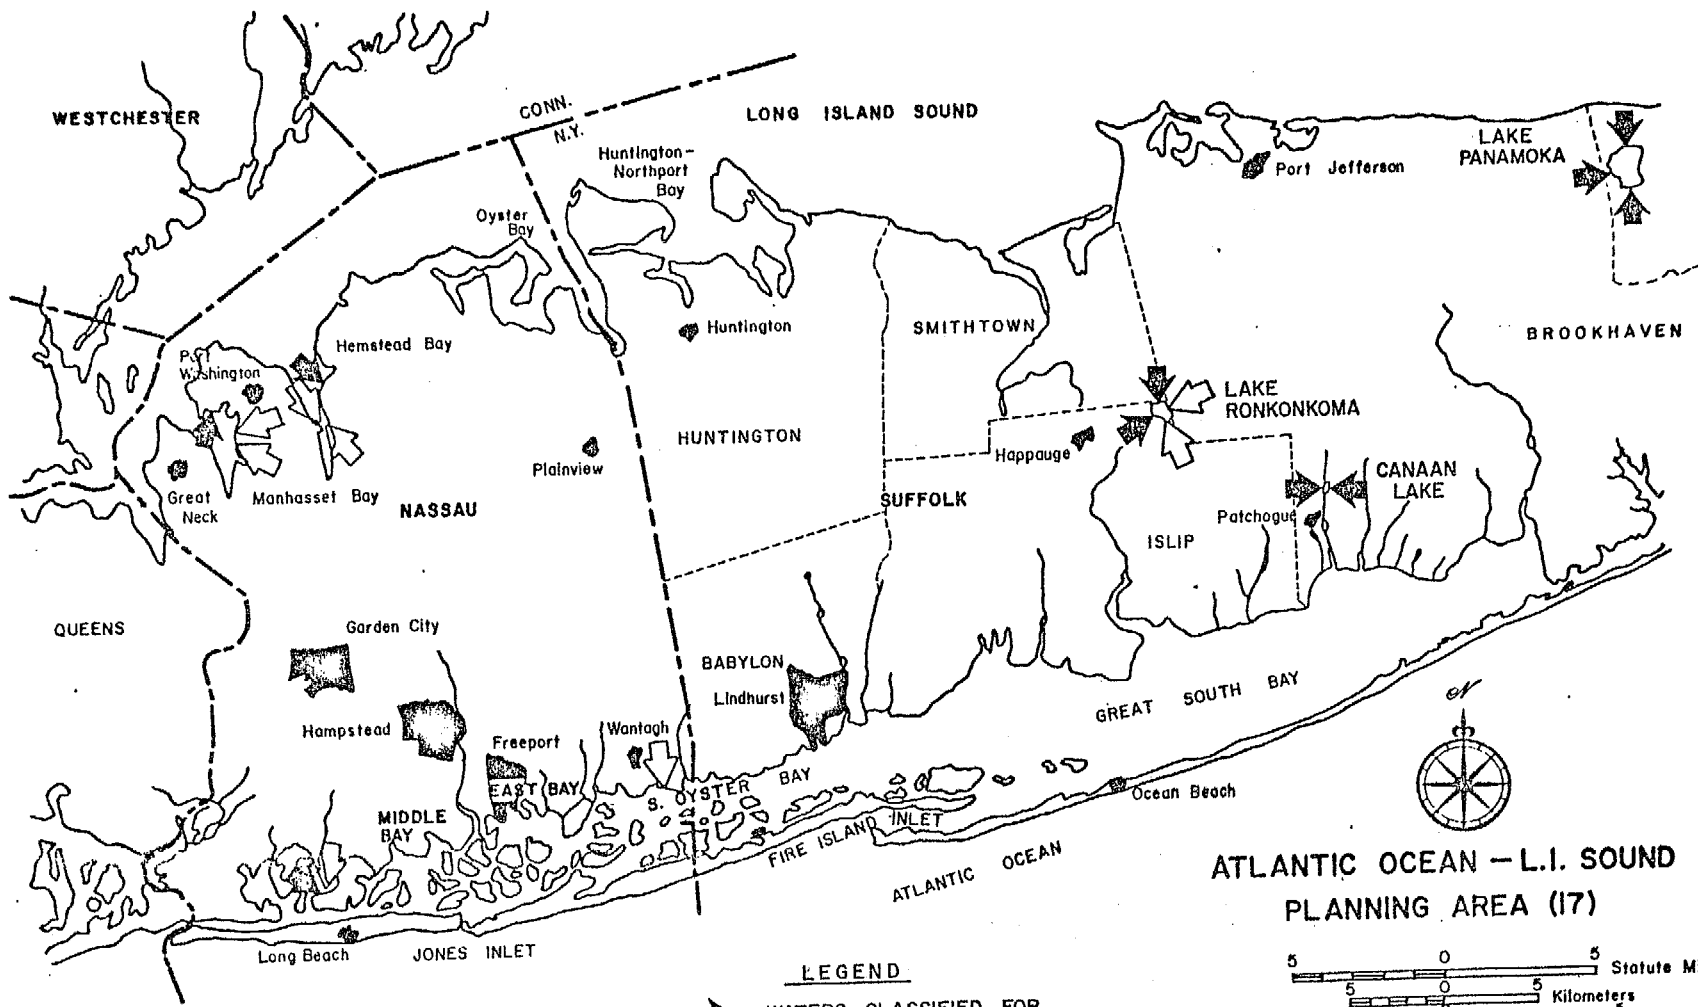 WESTCHESTER
CONN.
N.Y.
LONG ISLAND SOUND
Huntington-
Northport
Bay
Oyster
Bay
Port Jefferson
LAKE
PANAMOKA
Port
Washington
Hemstead Bay
Huntington
SMITHTOWN
BROOKHAVEN
LAKE
RONKONKOMA
HUNTINGTON
Plainview
Happauge
Great
Neck
Manhasset Bay
NASSAU
SUFFOLK
CANAAN
LAKE
Patchogue
ISLIP
QUEENS
Garden City
BABYLON
Lindhurst
Hampstead
Freeport
Wantagh
EAST BAY
S. OYSTER BAY
MIDDLE
BAY
GREAT SOUTH BAY
N
Ocean Beach
FIRE ISLAND INLET
ATLANTIC OCEAN
Long Beach
JONES INLET
ATLANTIC OCEAN - L.I. SOUND
PLANNING AREA (17)
5 0 5 Statute M
5 0 5 Kilometers
LEGEND
WATERS CLASSIFIED FOR